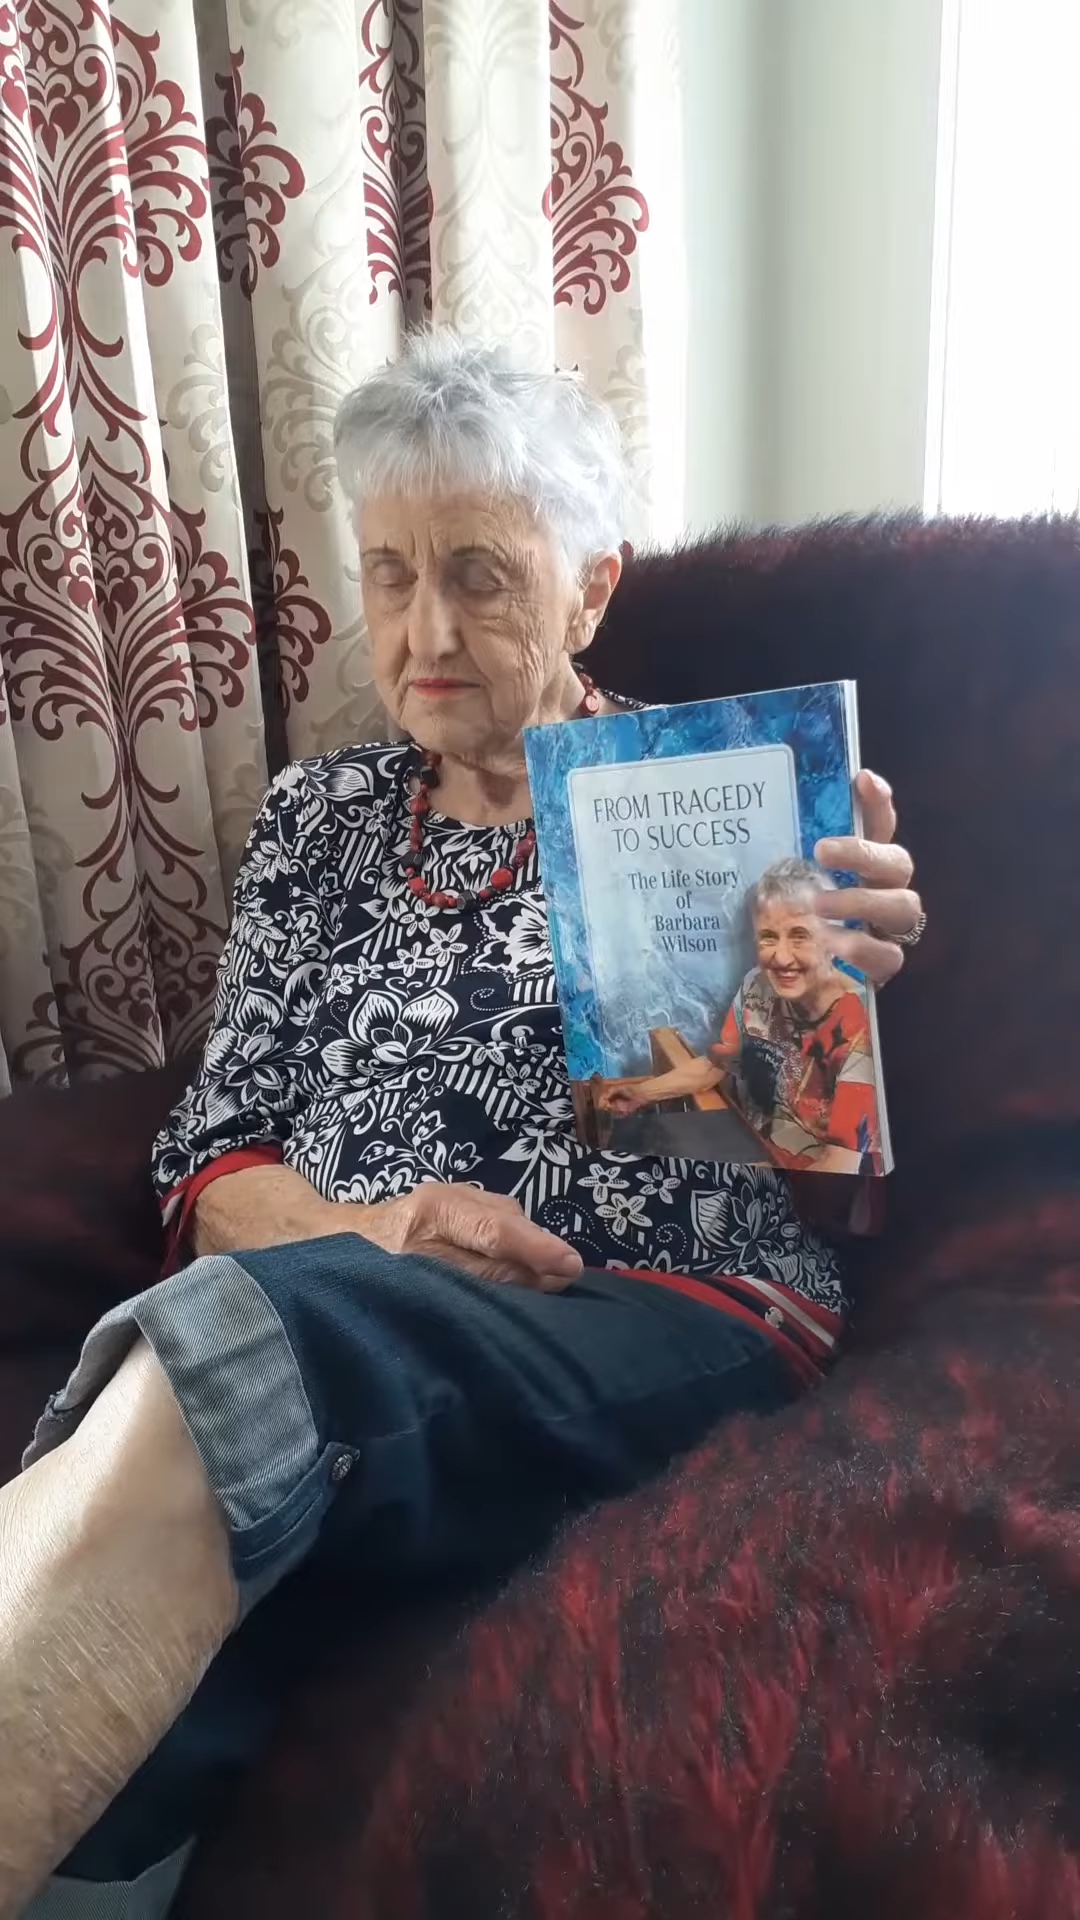 FROM TRAGEDY
TO SUCCESS
The Life Story
of
Barbara
Wilson